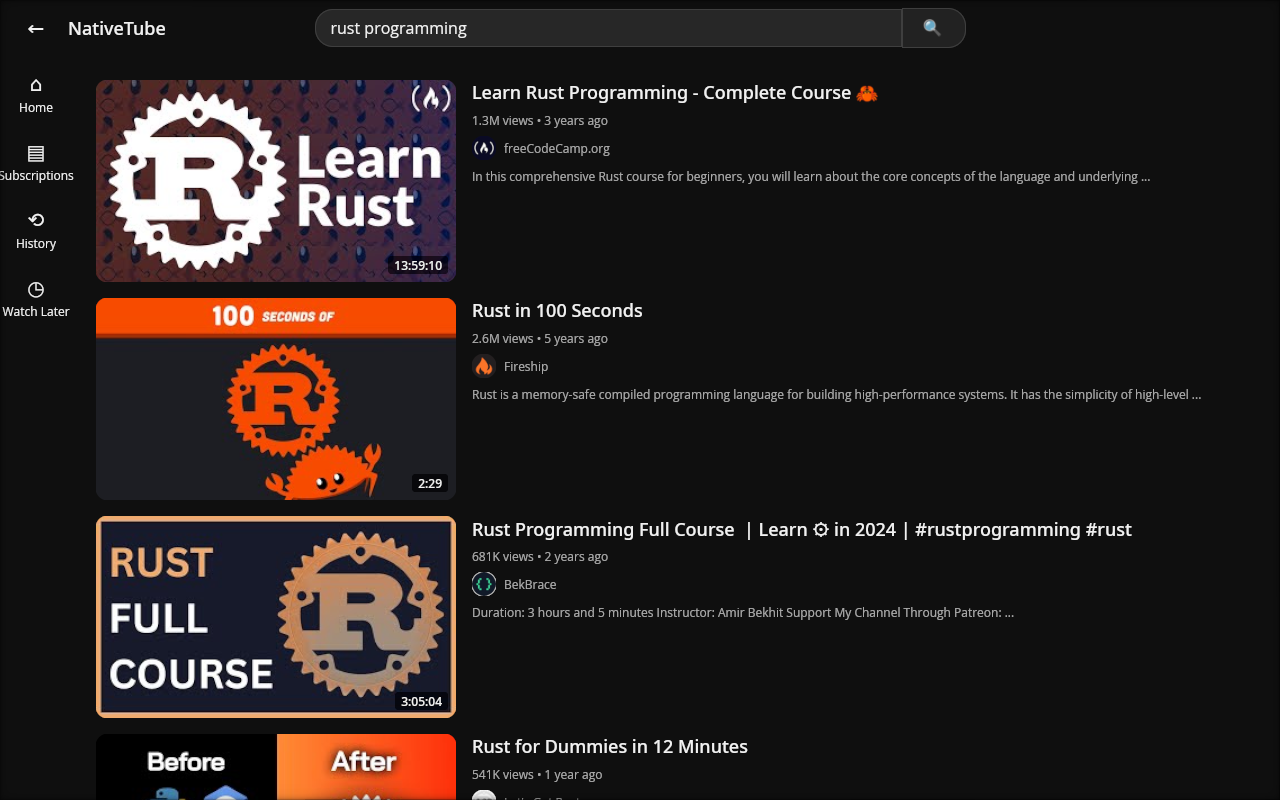 ← NativeTube
rust programming
Home
Subscriptions
History
Watch Later
Learn Rust
13:59:10
Learn Rust Programming - Complete Course 🦀
1.3M views • 3 years ago
freeCodeCamp.org
In this comprehensive Rust course for beginners, you will learn about the core concepts of the language and underlying ...
100 SECONDS OF
R
2:29
Rust in 100 Seconds
2.6M views • 5 years ago
Fireship
Rust is a memory-safe compiled programming language for building high-performance systems. It has the simplicity of high-level ...
RUST
FULL
COURSE
R
3:05:04
Rust Programming Full Course | Learn ⚙ in 2024 | #rustprogramming #rust
681K views • 2 years ago
BekBrace
Duration: 3 hours and 5 minutes Instructor: Amir Bekhit Support My Channel Through Patreon: ...
Before
After
Rust for Dummies in 12 Minutes
541K views • 1 year ago